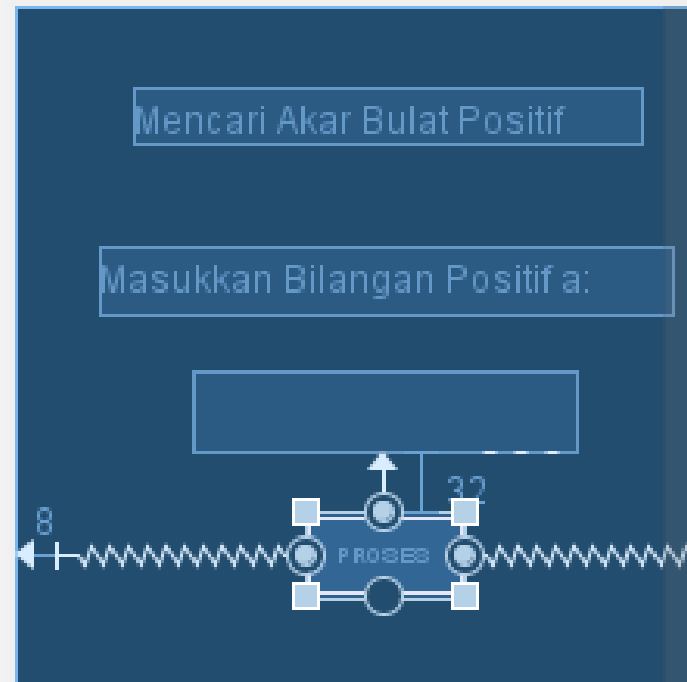 Mencari Akar Bulat Positif
Masukkan Bilangan Positif a:
32
8
PROSES